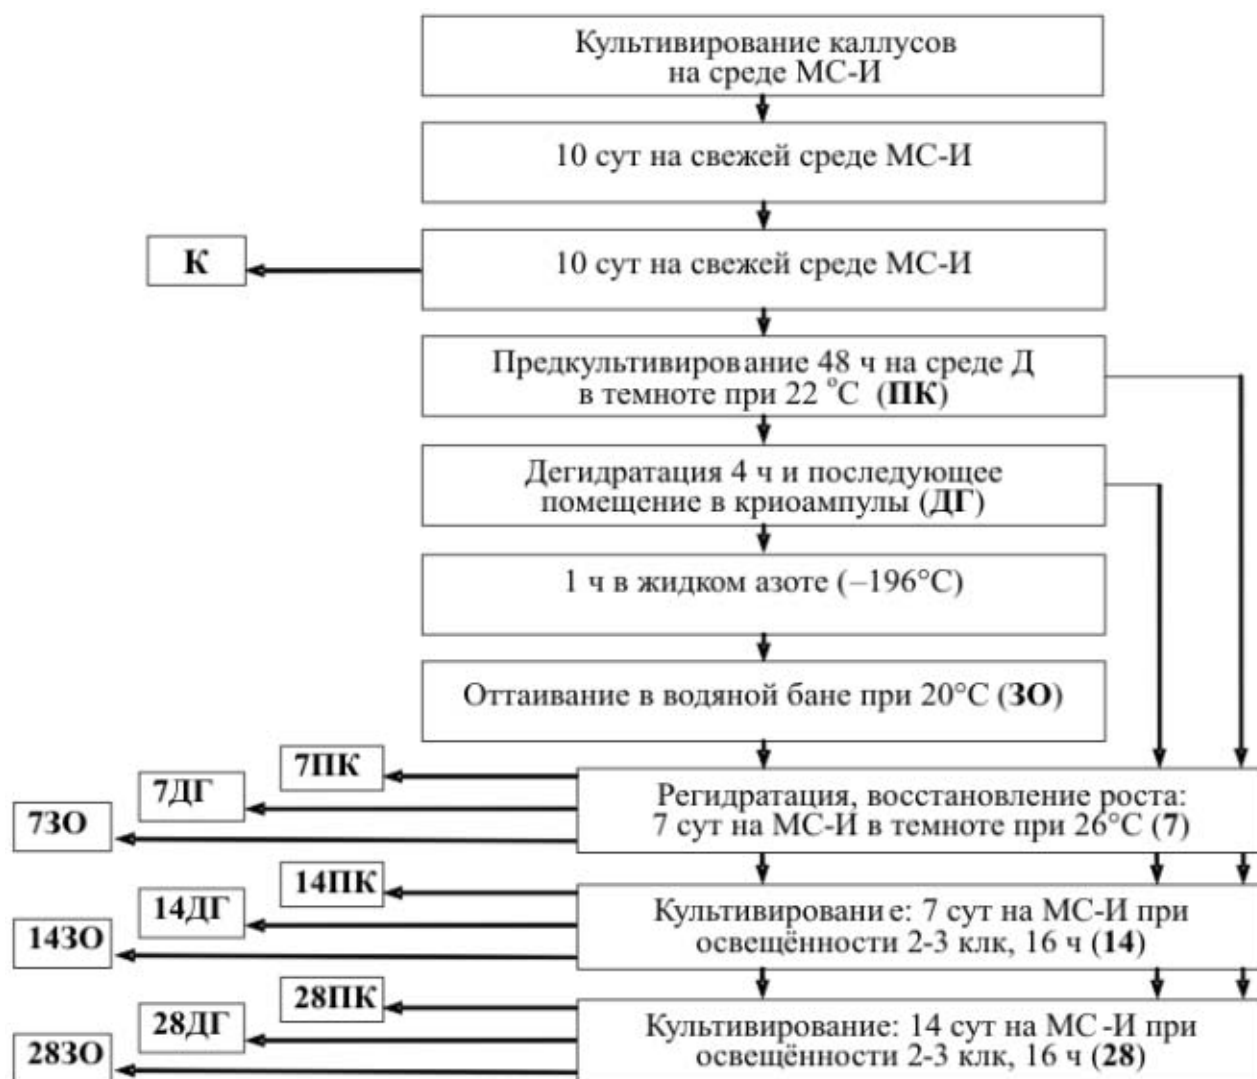 Культивирование каллусов
на среде МС-И
10 сут на свежей среде МС-И
К
10 сут на свежей среде МС-И
Предкультивирование 48 ч на среде Д
в темноте при 22 °С (ПК)
Дегидратация 4 ч и последующее
помещение в криоампулы (ДГ)
1 ч в жидком азоте (–196°С)
Оттаивание в водяной бане при 20°С (ЗО)
7ПК
7ДГ
7ЗО
Регидратация, восстановление роста:
7 сут на МС-И в темноте при 26°С (7)
14ПК
14ДГ
14ЗО
Культивирование: 7 сут на МС-И при
освещённости 2-3 клк, 16 ч (14)
28ПК
28ДГ
28ЗО
Культивирование: 14 сут на МС-И при
освещённости 2-3 клк, 16 ч (28)